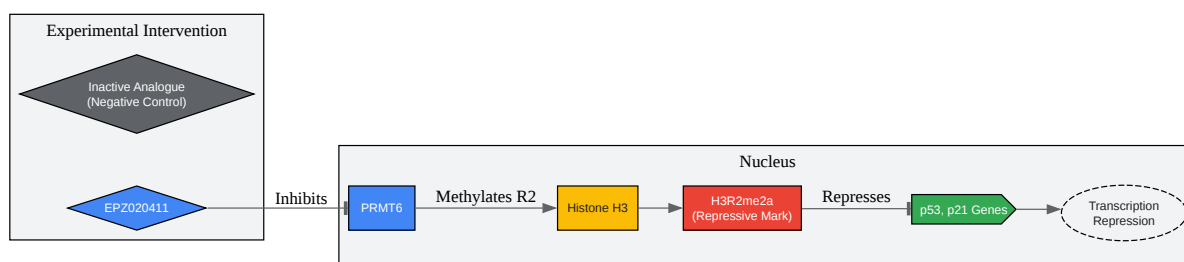 Experimental Intervention
Inactive Analogue
(Negative Control)
EPZ020411
Inhibits
Nucleus
PRMT6
Methylates R2
Histone H3
H3R2me2a
(Repressive Mark)
Represses
p53, p21 Genes
Transcription
Repression